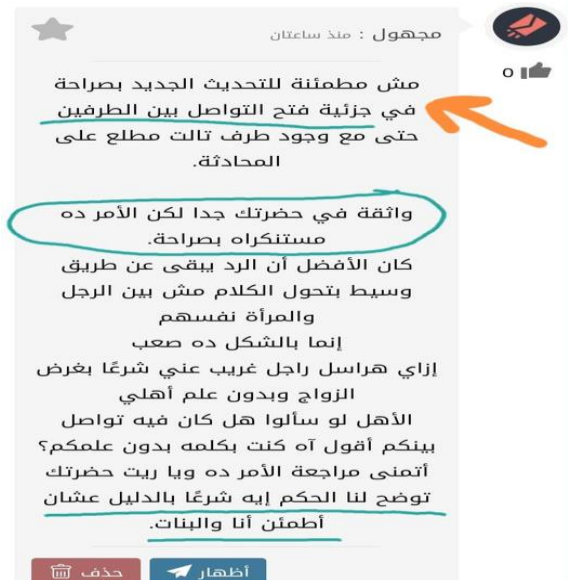 مجهول : منذ ساعتان
0
مش مطمئنة للتحديث الجديد بصراحة
في جزئية فتح التواصل بين الطرفين
حتى مع وجود طرف تالت مطلع على
المحادثة.
واثقة في حضرتك جدا لكن الأمر ده
مستنكراه بصراحة.
كان الأفضل أن الرد يبقى عن طريق
وسيط بتحول الكلام مش بين الرجل
والمرأة نفسهم
إنما بالشكل ده صعب
إزاي هراسل راجل غريب عني شرعًا بغرض
الزواج وبدون علم أهلي
الأهل لو سألوا هل كان فيه تواصل
بينكم أقول آه كنت بكلمه بدون علمكم؟
أتمنى مراجعة الأمر ده ويا ريت حضرتك
توضح لنا الحكم إيه شرعًا بالدليل عشان
أطمئن أنا والبنات.
أظهار
حذف